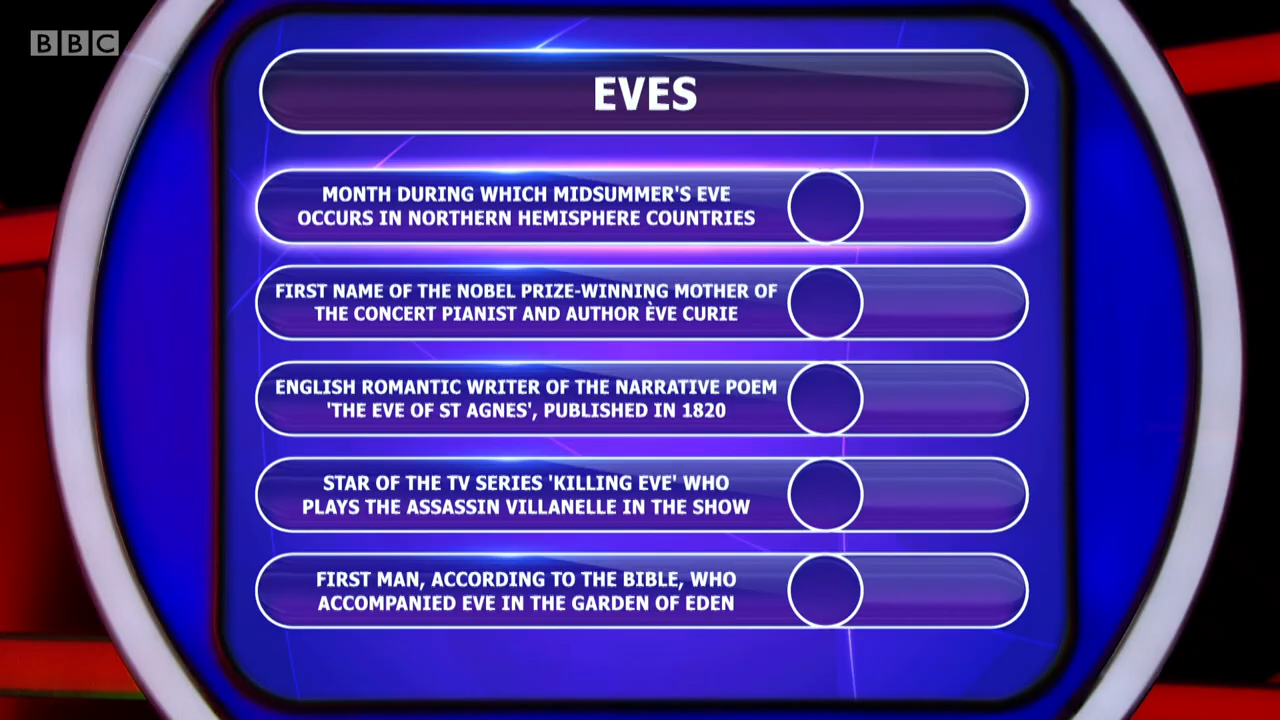 BBC
EVES
MONTH DURING WHICH MIDSUMMER'S EVE
OCCURS IN NORTHERN HEMISPHERE COUNTRIES
FIRST NAME OF THE NOBEL PRIZE-WINNING MOTHER OF
THE CONCERT PIANIST AND AUTHOR ÈVE CURIE
ENGLISH ROMANTIC WRITER OF THE NARRATIVE POEM
'THE EVE OF ST AGNES', PUBLISHED IN 1820
STAR OF THE TV SERIES 'KILLING EVE' WHO
PLAYS THE ASSASSIN VILLANELLE IN THE SHOW
FIRST MAN, ACCORDING TO THE BIBLE, WHO
ACCOMPANIED EVE IN THE GARDEN OF EDEN